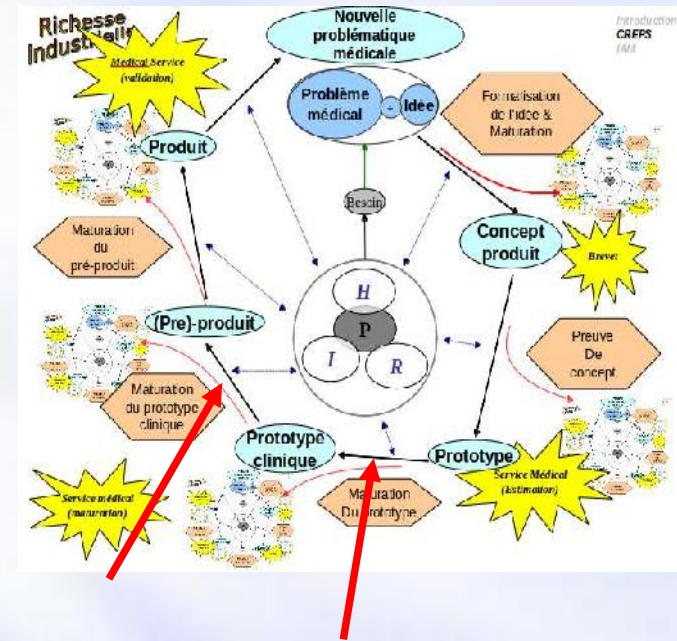 Richesse
Industrielle
Nouvelle
problématique
médicale
Introduction
CREPS
IAM
Medical Service
(validation)
Problème
médical
+
Idée
Formalisation
de l'idée &
Maturation
Produit
Besoin
Concept
produit
Brevet
Maturation
du
pré-produit
H
P
I
R
(Pre)-produit
Preuve
De
concept
Maturation
du prototype
clinique
Prototype
clinique
Prototype
Service Médical
(Estimation)
Service médical
(maturation)
Maturation
Du prototype